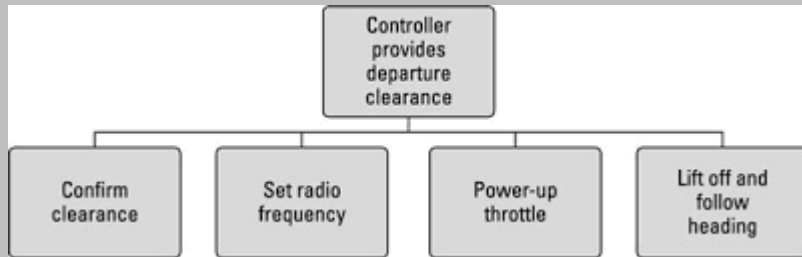 Controller
provides
departure
clearance
Confirm
clearance
Set radio
frequency
Power-up
throttle
Lift off and
follow
heading